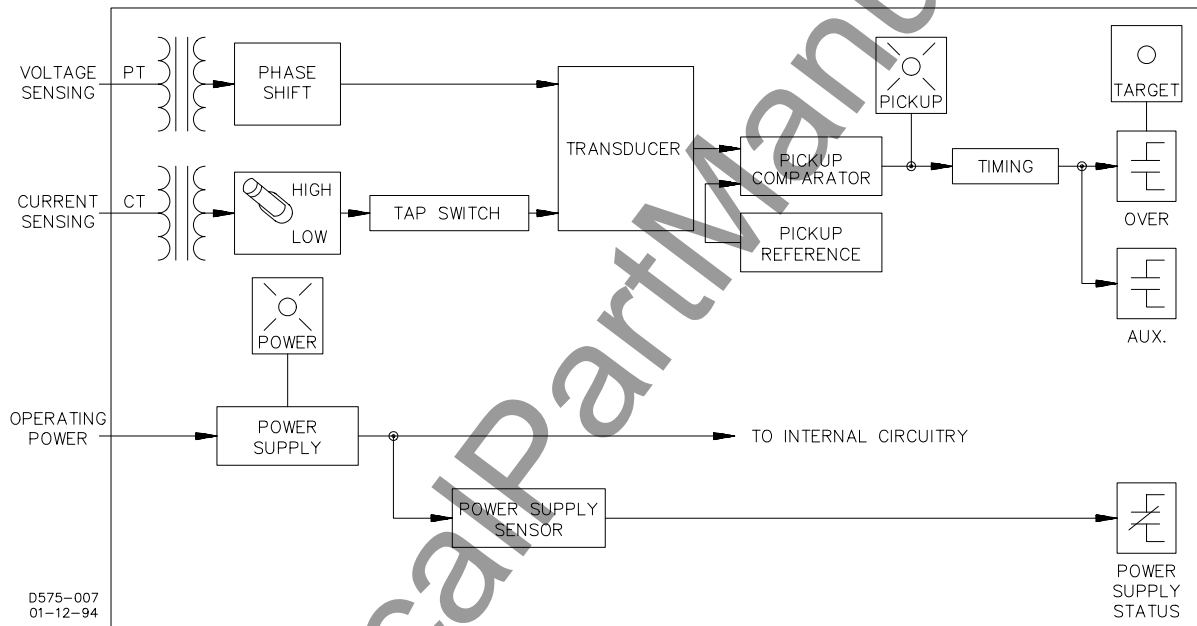 VOLTAGE
SENSING
PT
PHASE
SHIFT
CURRENT
SENSING
CT
HIGH
LOW
TAP SWITCH
TRANSDUCER
PICKUP
PICKUP
COMPARATOR
PICKUP
REFERENCE
TIMING
TARGET
OVER
AUX.
POWER
OPERATING
POWER
POWER
SUPPLY
TO INTERNAL CIRCUITRY
POWER SUPPLY
SENSOR
POWER
SUPPLY
STATUS
D575-007
01-12-94
calPartManu